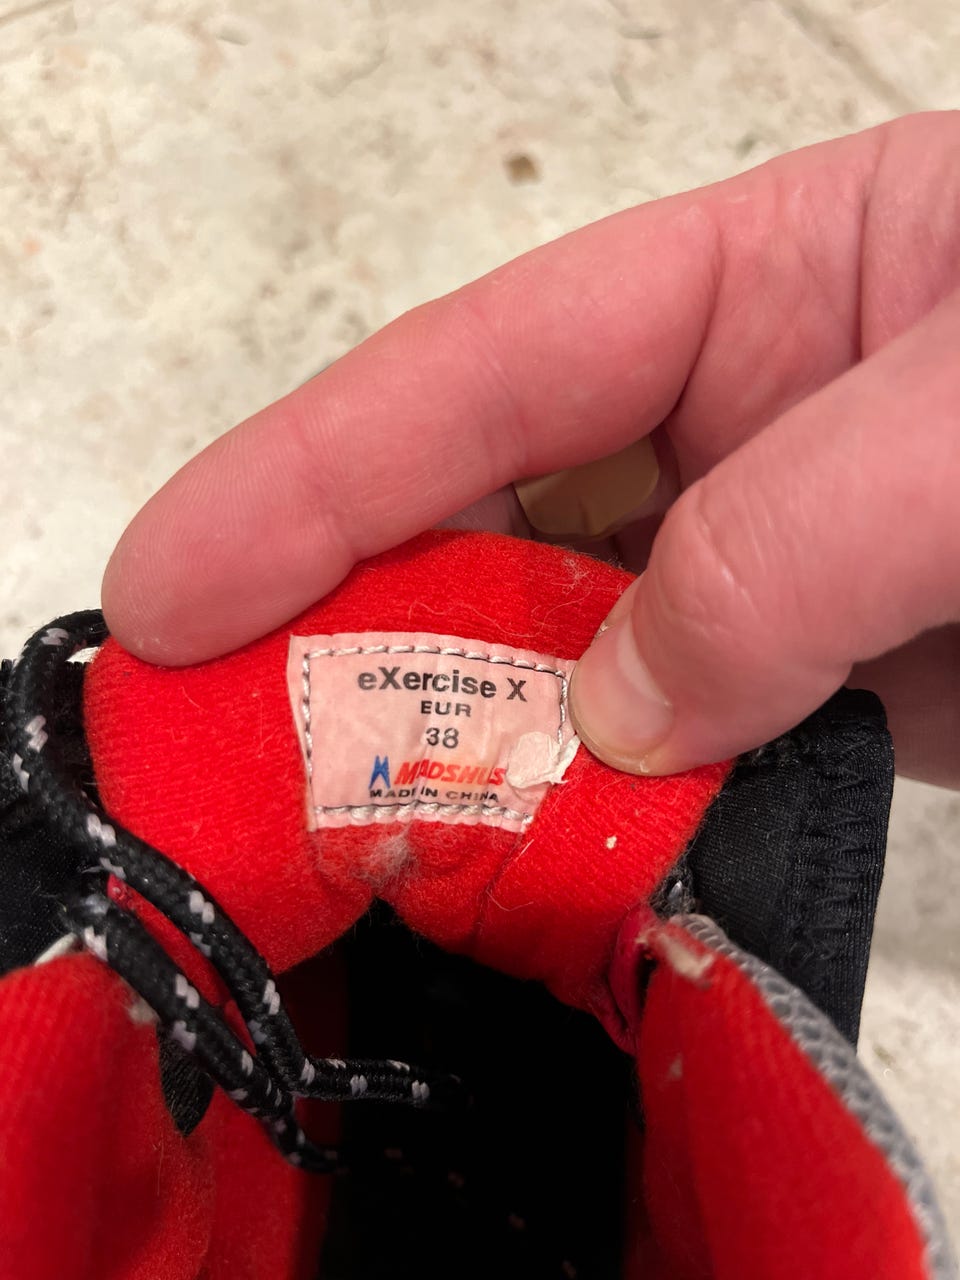 eXercise X
EUR
38
MADSHUS
MADE IN CHINA